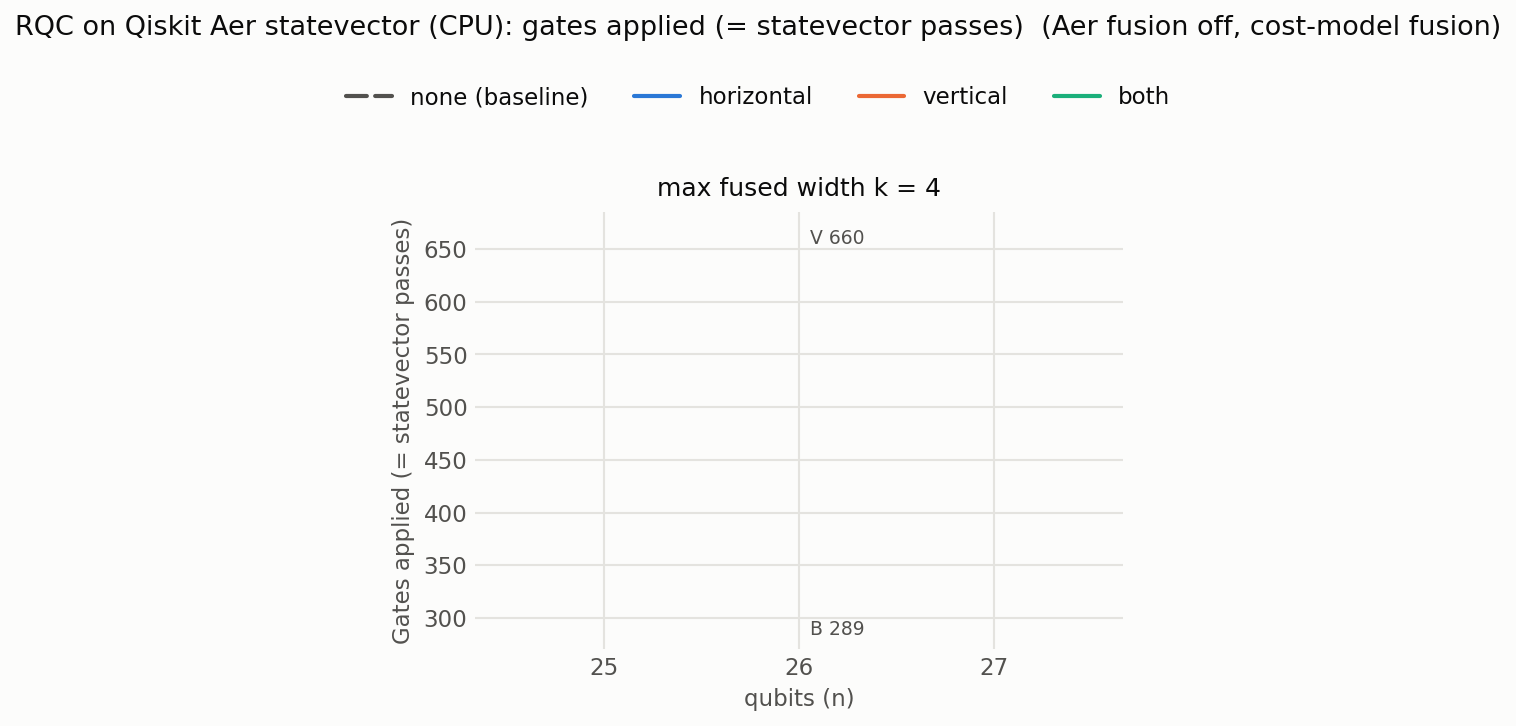 RQC on Qiskit Aer statevector (CPU): gates applied (= statevector passes)  (Aer fusion off, cost-model fusion)
none (baseline) horizontal vertical both
max fused width k = 4
Gates applied (= statevector passes)
650
600
550
500
450
400
350
300
V 660
B 289
25 26 27
qubits (n)